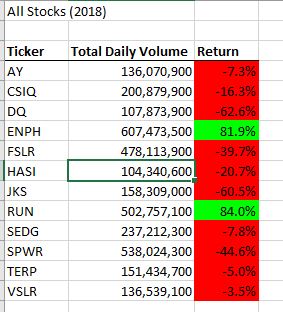 All Stocks (2018)
Ticker Total Daily Volume Return
AY 136,070,900 -7.3%
CSIQ 200,879,900 -16.3%
DQ 107,873,900 -62.6%
ENPH 607,473,500 81.9%
FSLR 478,113,900 -39.7%
HASI 104,340,600 -20.7%
JKS 158,309,000 -60.5%
RUN 502,757,100 84.0%
SEDG 237,212,300 -7.8%
SPWR 538,024,300 -44.6%
TERP 151,434,700 -5.0%
VSLR 136,539,100 -3.5%